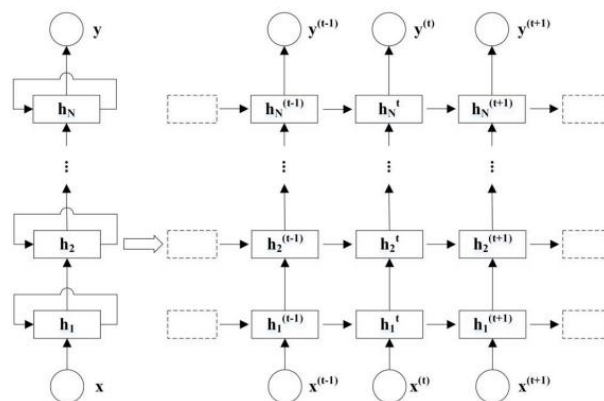 y y(t-1) y(t) y(t+1)
hN hN(t-1) hNt hN(t+1)
... ... ... ...
h2 h2(t-1) h2t h2(t+1)
h1 h1(t-1) h1t h1(t+1)
x x(t-1) x(t) x(t+1)